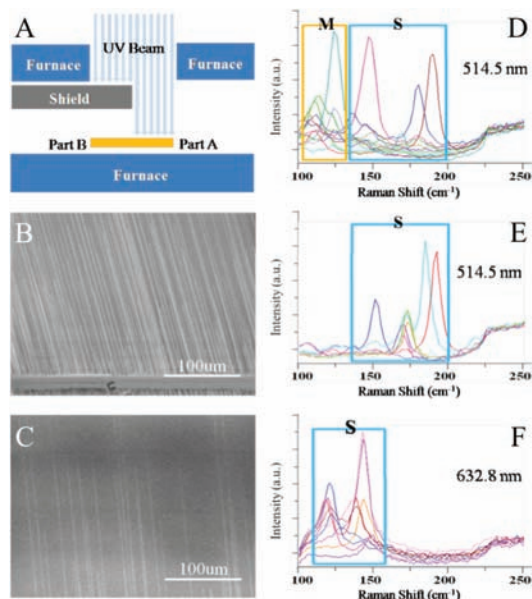 A
UV Beam
Furnace
Furnace
Shield
Part B
Part A
Furnace
B
100um
C
100um
D
M
S
514.5 nm
Intensity (a.u.)
100
150
200
250
Raman Shift (cm-1)
E
S
514.5 nm
Intensity (a.u.)
100
150
200
250
Raman Shift (cm-1)
F
S
632.8 nm
Intensity (a.u.)
100
150
200
250
Raman Shift (cm-1)